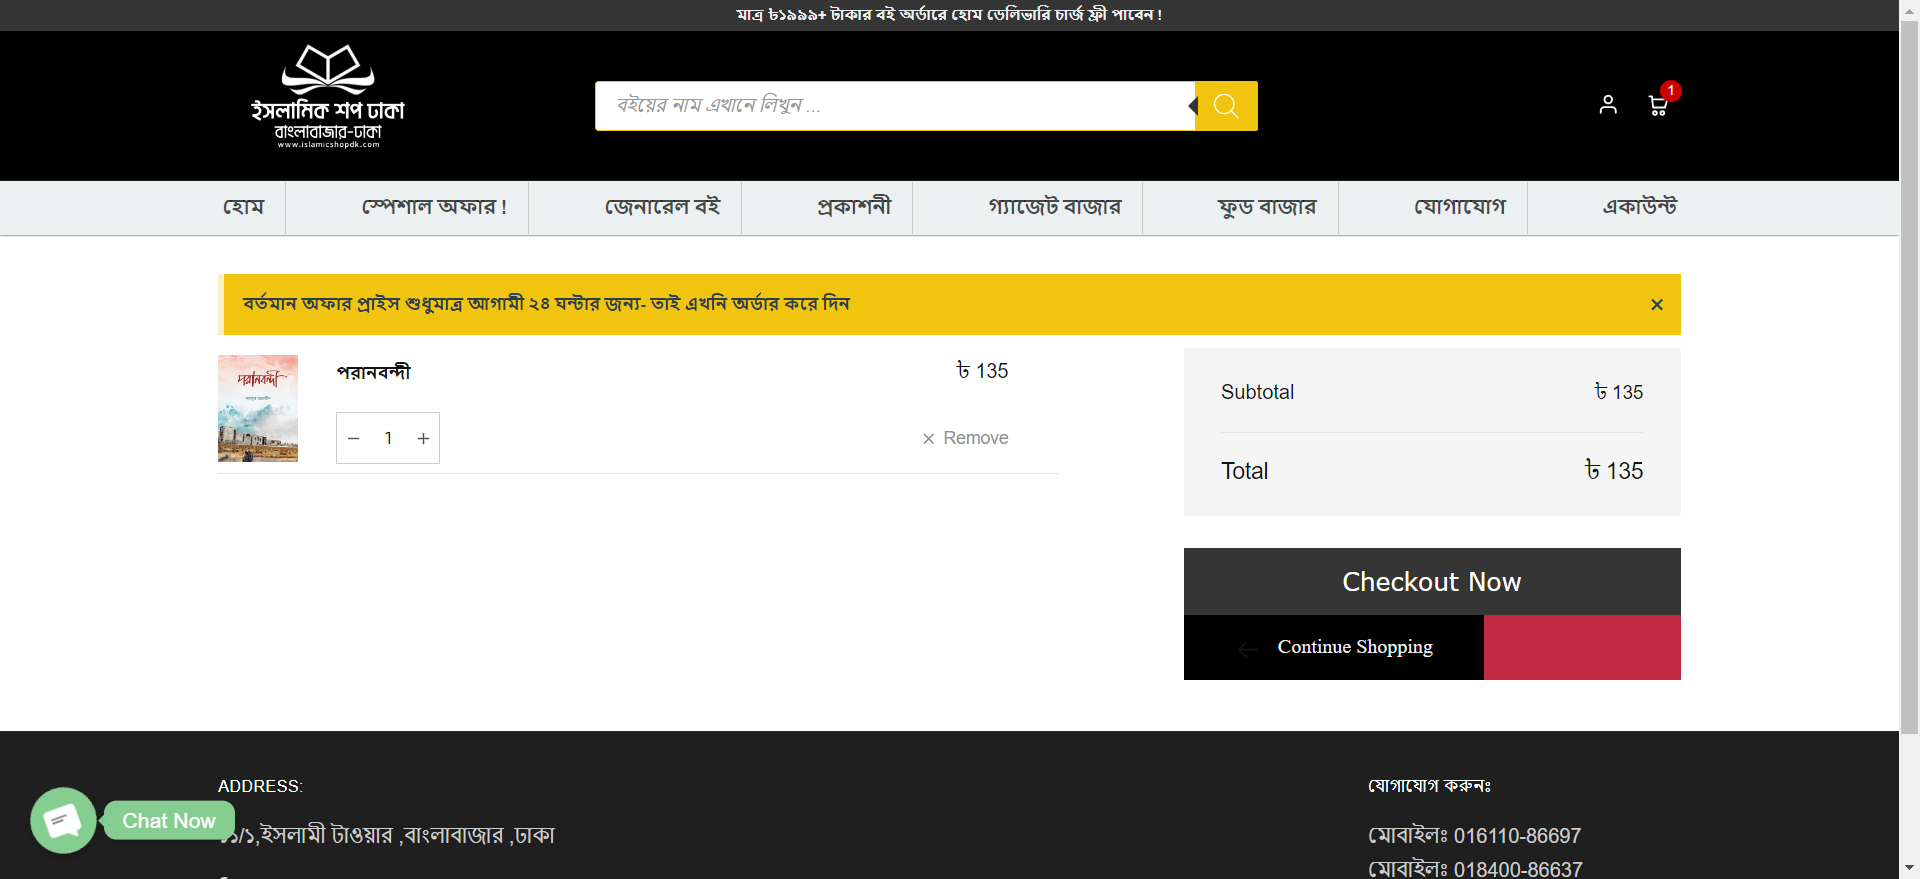 মাত্র ৳১৯৯৯+ টাকার বই অর্ডারে হোম ডেলিভারি চার্জ ফ্রী পাবেন !
ইসলামিক শপ ঢাকা
বাংলাবাজার-ঢাকা
www.islamicshopdk.com
বইয়ের নাম এখানে লিখুন ...
1
হোম
স্পেশাল অফার !
জেনারেল বই
প্রকাশনী
গ্যাজেট বাজার
ফুড বাজার
যোগাযোগ
একাউন্ট
বর্তমান অফার প্রাইস শুধুমাত্র আগামী ২৪ ঘন্টার জন্য- তাই এখনি অর্ডার করে দিন
পরানবন্দী
পরানবন্দী
৳ 135
1
Remove
Subtotal ৳ 135
Total ৳ 135
Checkout Now
Continue Shopping
ADDRESS:
Chat Now
/১,ইসলামী টাওয়ার ,বাংলাবাজার ,ঢাকা
যোগাযোগ করুনঃ
মোবাইলঃ 016110-86697
মোবাইলঃ 018400-86637